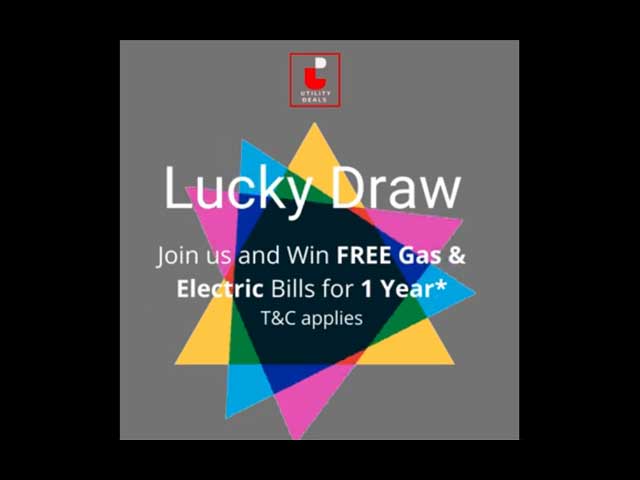 UTILITY
DEALS
Lucky Draw
Join us and Win FREE Gas &
Electric Bills for 1 Year*
T&C applies